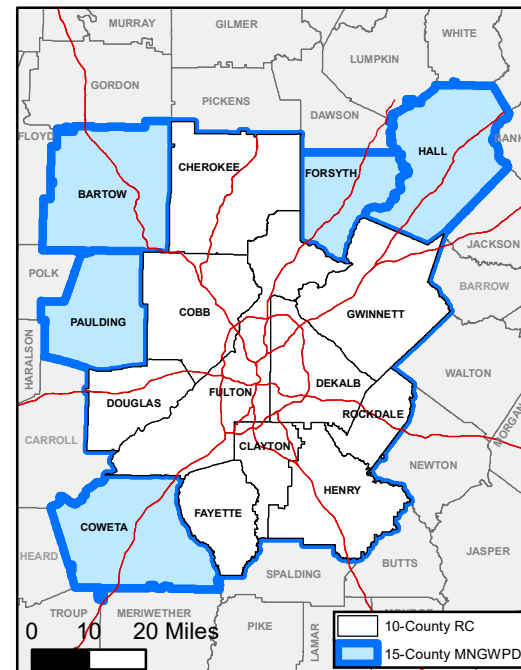 MURRAY
GILMER
WHITE
LUMPKIN
GORDON
PICKENS
DAWSON
FLOYD
HALL
BANK
CHEROKEE
FORSYTH
BARTOW
JACKSON
POLK
BARROW
COBB
GWINNETT
PAULDING
HARALSON
WALTON
DEKALB
FULTON
DOUGLAS
ROCKDALE
MORGAN
CARROLL
CLAYTON
NEWTON
HENRY
FAYETTE
COWETA
JASPER
HEARD
BUTTS
SPALDING
TROUP
MERIWETHER
PIKE
LAMAR
0 10 20 Miles
10-County RC
15-County MNGWPD